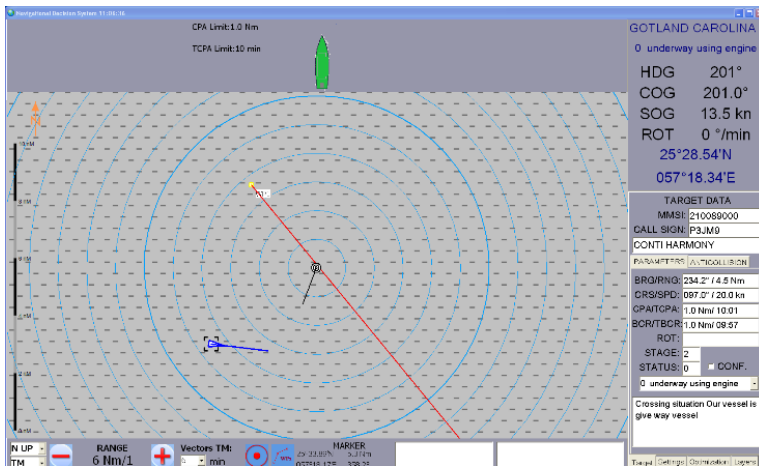 Navigational Decision System 11:06:16
CPA Limit:1.0 Nm
TCPA Limit:10 min
GOTLAND CAROLINA
0 underway using engine
HDG 201°
COG 201.0°
SOG 13.5 kn
ROT 0 °/min
25°28.54'N
057°18.34'E
TARGET DATA
MMSI: 210089000
CALL SIGN: P3JM9
CONTI HARMONY
PARAMETERS ANTICOLLISION
BRG/RNG: 234.2° / 4.5 Nm
CRS/SPD: 097.0° / 20.0 kn
CPA/TCPA: 1.0 Nm/ 10:01
BCR/TBCR: 1.0 Nm/ 09:57
ROT:
STAGE: 2
STATUS: 0 CONF.
0 underway using engine
Crossing situation Our vessel is
give way vessel
N UP
TM
RANGE
6 Nm/1
Vectors TM:
min
MARKER
Target Settings Optimization Layers